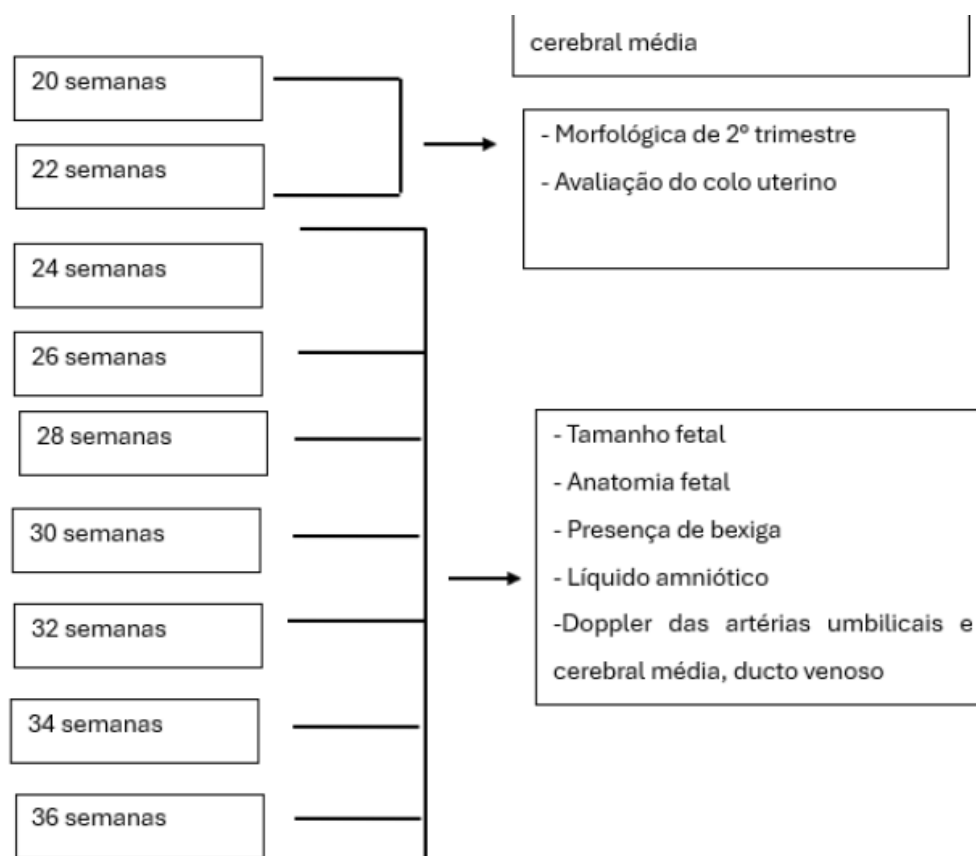 cerebral média
20 semanas
22 semanas
- Morfológica de 2º trimestre
- Avaliação do colo uterino
24 semanas
26 semanas
28 semanas
30 semanas
32 semanas
34 semanas
36 semanas
- Tamanho fetal
- Anatomia fetal
- Presença de bexiga
- Líquido amniótico
-Doppler das artérias umbilicais e
cerebral média, ducto venoso